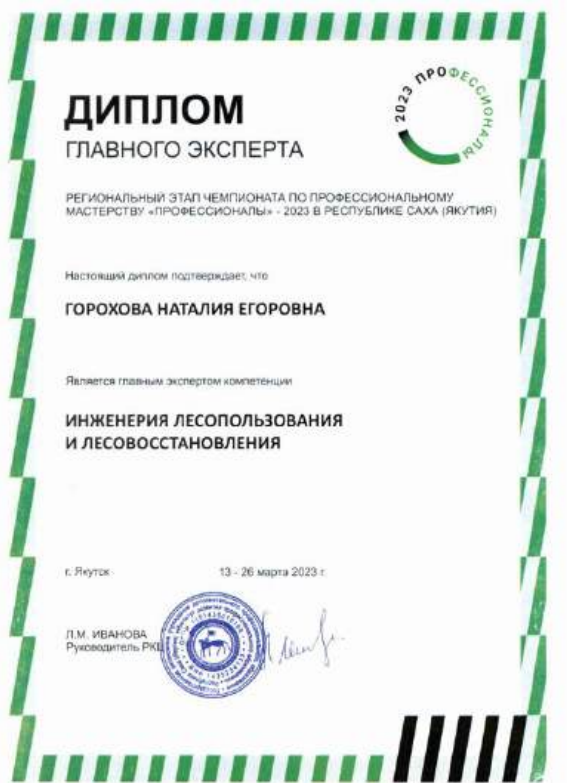 2023 ПРОФЕССИОНАЛЫ
ДИПЛОМ
ГЛАВНОГО ЭКСПЕРТА
РЕГИОНАЛЬНЫЙ ЭТАП ЧЕМПИОНАТА ПО ПРОФЕССИОНАЛЬНОМУ
МАСТЕРСТВУ «ПРОФЕССИОНАЛЫ» - 2023 В РЕСПУБЛИКЕ САХА (ЯКУТИЯ)
Настоящий диплом подтверждает, что
ГОРОХОВА НАТАЛИЯ ЕГОРОВНА
Является главным экспертом компетенции
ИНЖЕНЕРИЯ ЛЕСОПОЛЬЗОВАНИЯ
И ЛЕСОВОССТАНОВЛЕНИЯ
г. Якутск 13 - 26 марта 2023 г.
Л.М. ИВАНОВА
Руководитель РКЦ